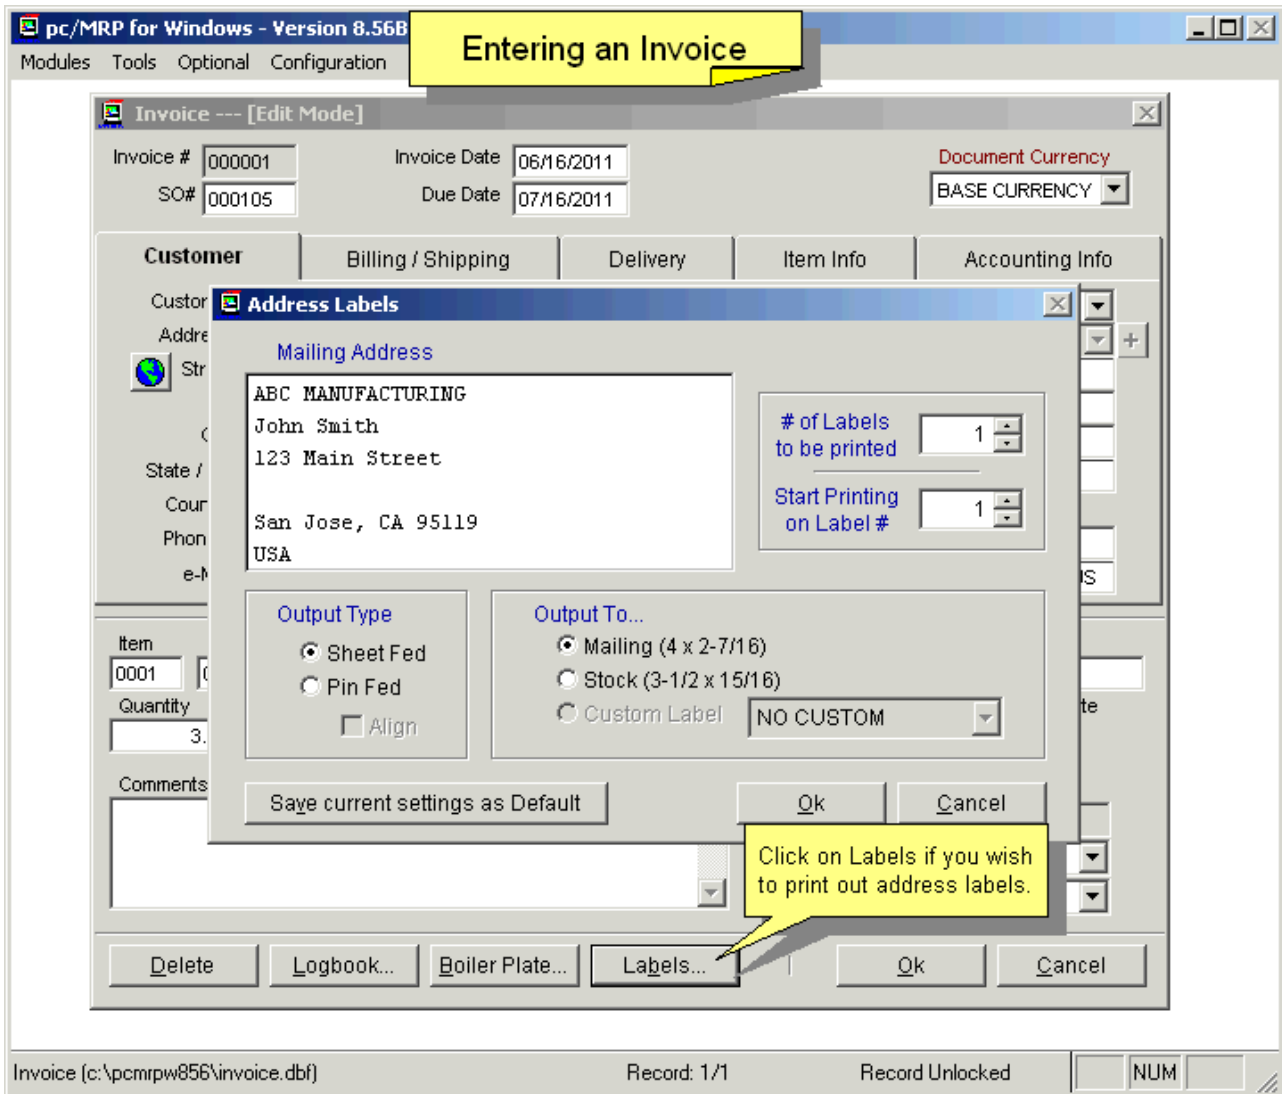 pc/MRP for Windows - Version 8.56B
Entering an Invoice
Modules Tools Optional Configuration
Invoice --- [Edit Mode]
Invoice # 000001 Invoice Date 06/16/2011 Document Currency
SO# 000105 Due Date 07/16/2011 BASE CURRENCY
Customer Billing / Shipping Delivery Item Info Accounting Info
Address Labels
Mailing Address
ABC MANUFACTURING
John Smith
123 Main Street
San Jose, CA 95119
USA
# of Labels
to be printed 1
Start Printing
on Label # 1
State /
Output Type
Sheet Fed
Pin Fed
Align
Output To...
Mailing (4 x 2-7/16)
Stock (3-1/2 x 15/16)
Custom Label NO CUSTOM
Save current settings as Default Ok Cancel
Item
0001
Quantity
3.
Comments
Click on Labels if you wish
to print out address labels.
Delete Logbook... Boiler Plate... Labels... Ok Cancel
Invoice (c:\pcmrpw856\invoice.dbf) Record: 1/1 Record Unlocked NUM